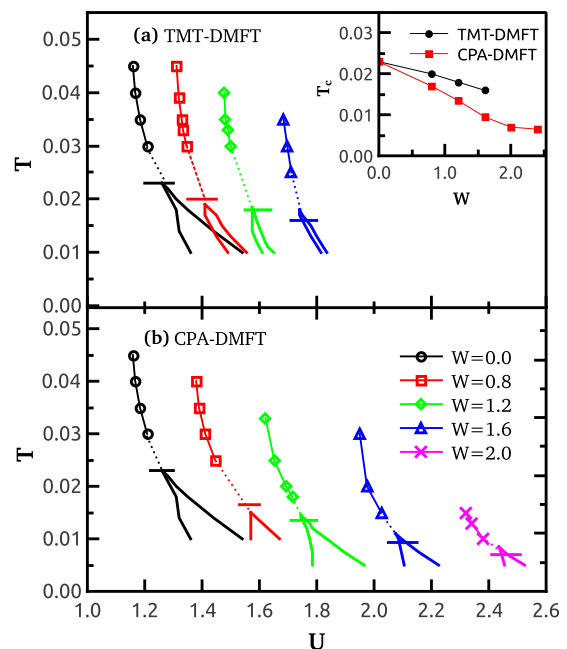 0.05
0.04
0.03
0.02
0.01
0.00
T
(a) TMT-DMFT
0.03
0.02
0.01
0.00
T_c
TMT-DMFT
CPA-DMFT
0.0 1.0 2.0
W
0.05
0.04
0.03
0.02
0.01
0.00
T
(b) CPA-DMFT
W=0.0
W=0.8
W=1.2
W=1.6
W=2.0
1.0 1.2 1.4 1.6 1.8 2.0 2.2 2.4 2.6
U